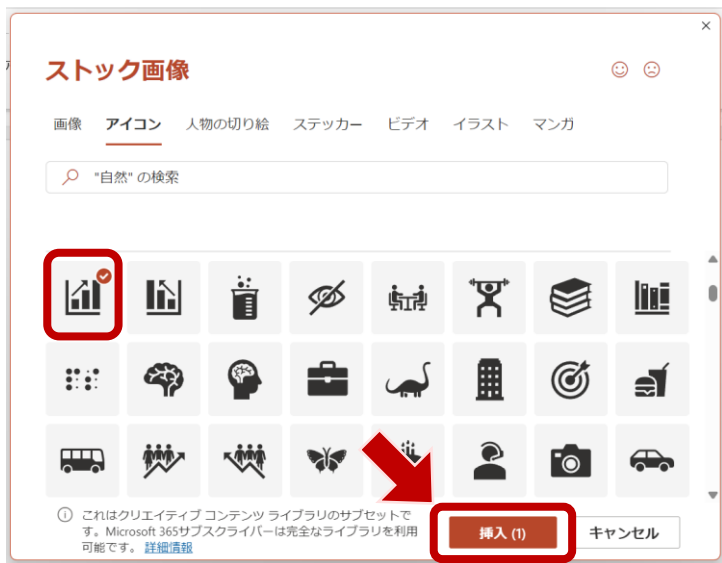 ストック画像
画像 アイコン 人物の切り絵 ステッカー ビデオ イラスト マンガ
"自然" の検索
これはクリエイティブ コンテンツ ライブラリのサブセットで
す。Microsoft 365サブスクライバーは完全なライブラリを利用
可能です。 詳細情報
挿入 (1) キャンセル